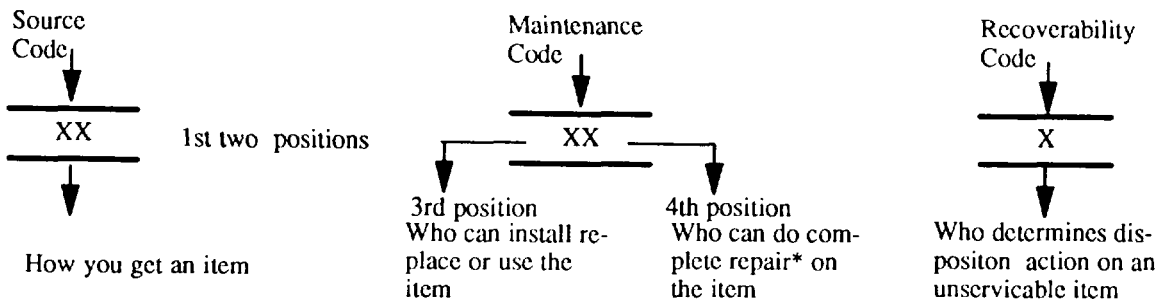 Source
Code
XX
1st two positions
How you get an item
Maintenance
Code
XX
3rd position
Who can install re-
place or use the
item
4th position
Who can do com-
plete repair* on
the item
Recoverability
Code
X
Who determines dis-
positon action on an
unservicable item